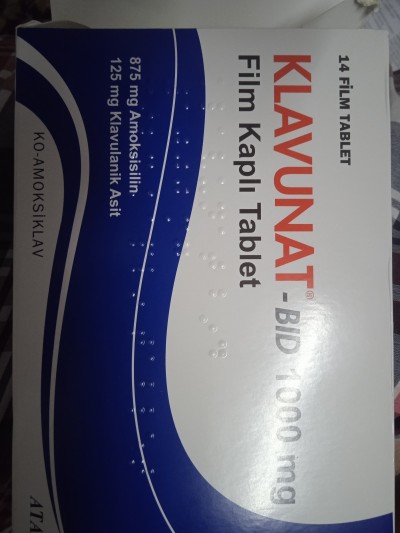 14 FİLM TABLET
KLAVUNAT® -BID 1000 mg
Film Kaplı Tablet
875 mg Amoksisilin
125 mg Klavulanik Asit
KO-AMOKSİKLAV